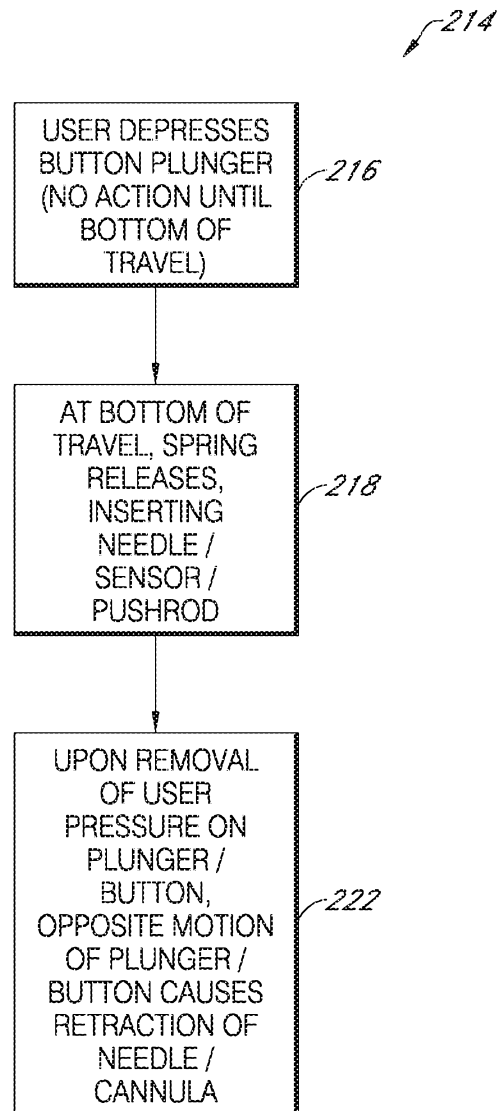 214
USER DEPRESSES
BUTTON PLUNGER
(NO ACTION UNTIL
BOTTOM OF
TRAVEL)
216
AT BOTTOM OF
TRAVEL, SPRING
RELEASES,
INSERTING
NEEDLE /
SENSOR /
PUSHROD
218
UPON REMOVAL
OF USER
PRESSURE ON
PLUNGER /
BUTTON,
OPPOSITE MOTION
OF PLUNGER /
BUTTON CAUSES
RETRACTION OF
NEEDLE /
CANNULA
222